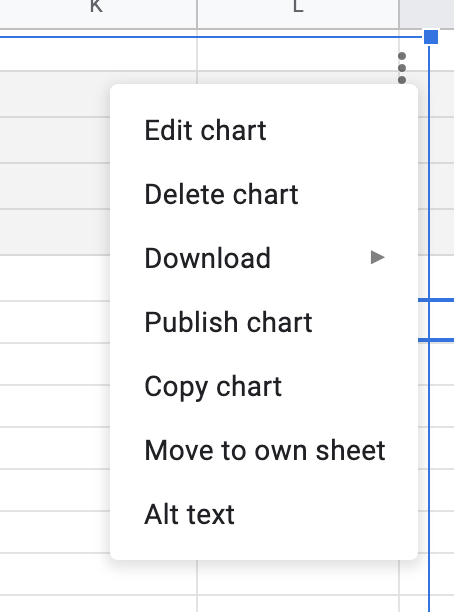 K L
Edit chart
Delete chart
Download
Publish chart
Copy chart
Move to own sheet
Alt text